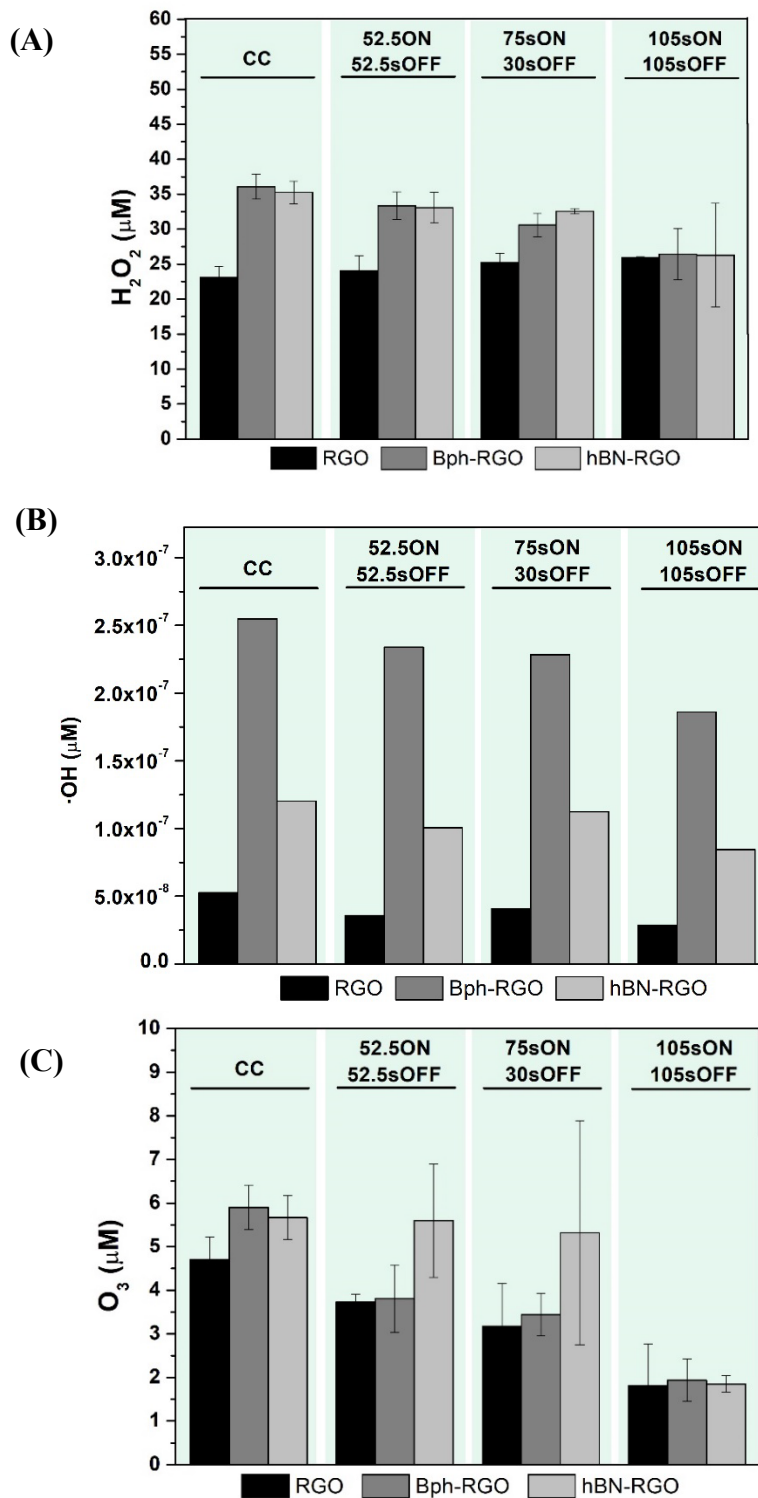 (A)
CC
52.5ON
52.5sOFF
75sON
30sOFF
105sON
105sOFF
60
55
50
45
40
35
30
25
20
15
10
5
0
H₂O₂ (μM)
RGO
Bph-RGO
hBN-RGO
(B)
CC
52.5ON
52.5sOFF
75sON
30sOFF
105sON
105sOFF
3.0x10⁻⁷
2.5x10⁻⁷
2.0x10⁻⁷
1.5x10⁻⁷
1.0x10⁻⁷
5.0x10⁻⁸
0.0
·OH (μM)
RGO
Bph-RGO
hBN-RGO
(C)
CC
52.5ON
52.5sOFF
75sON
30sOFF
105sON
105sOFF
10
9
8
7
6
5
4
3
2
1
0
O₃ (μM)
RGO
Bph-RGO
hBN-RGO